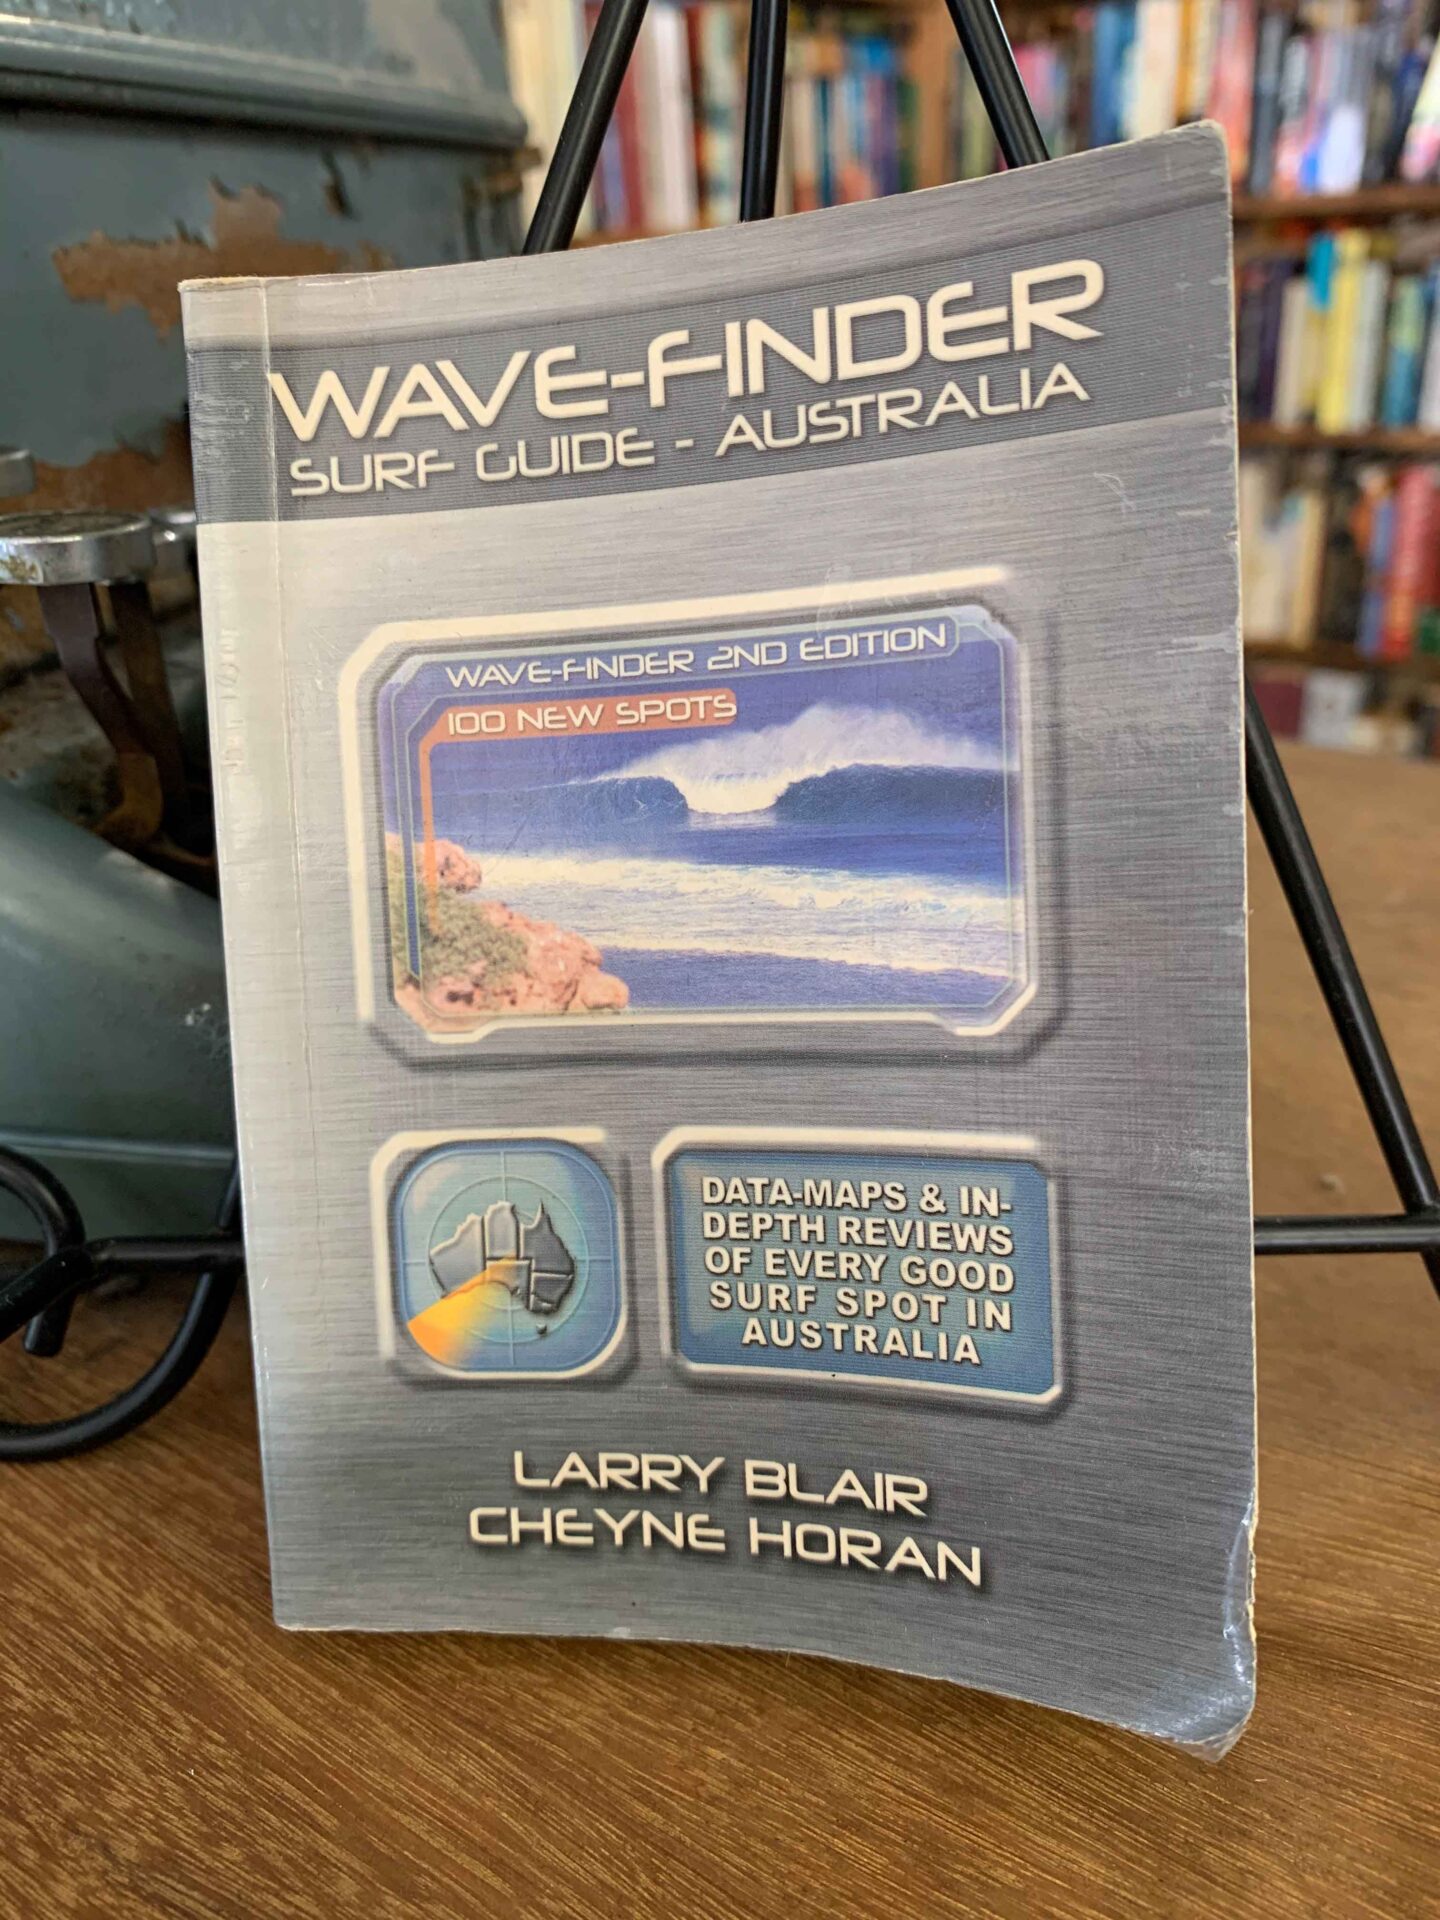 WAVE-FINDER
SURF GUIDE - AUSTRALIA
WAVE-FINDER 2ND EDITION
100 NEW SPOTS
DATA-MAPS & IN-
DEPTH REVIEWS
OF EVERY GOOD
SURF SPOT IN
AUSTRALIA
LARRY BLAIR
CHEYNE HORAN